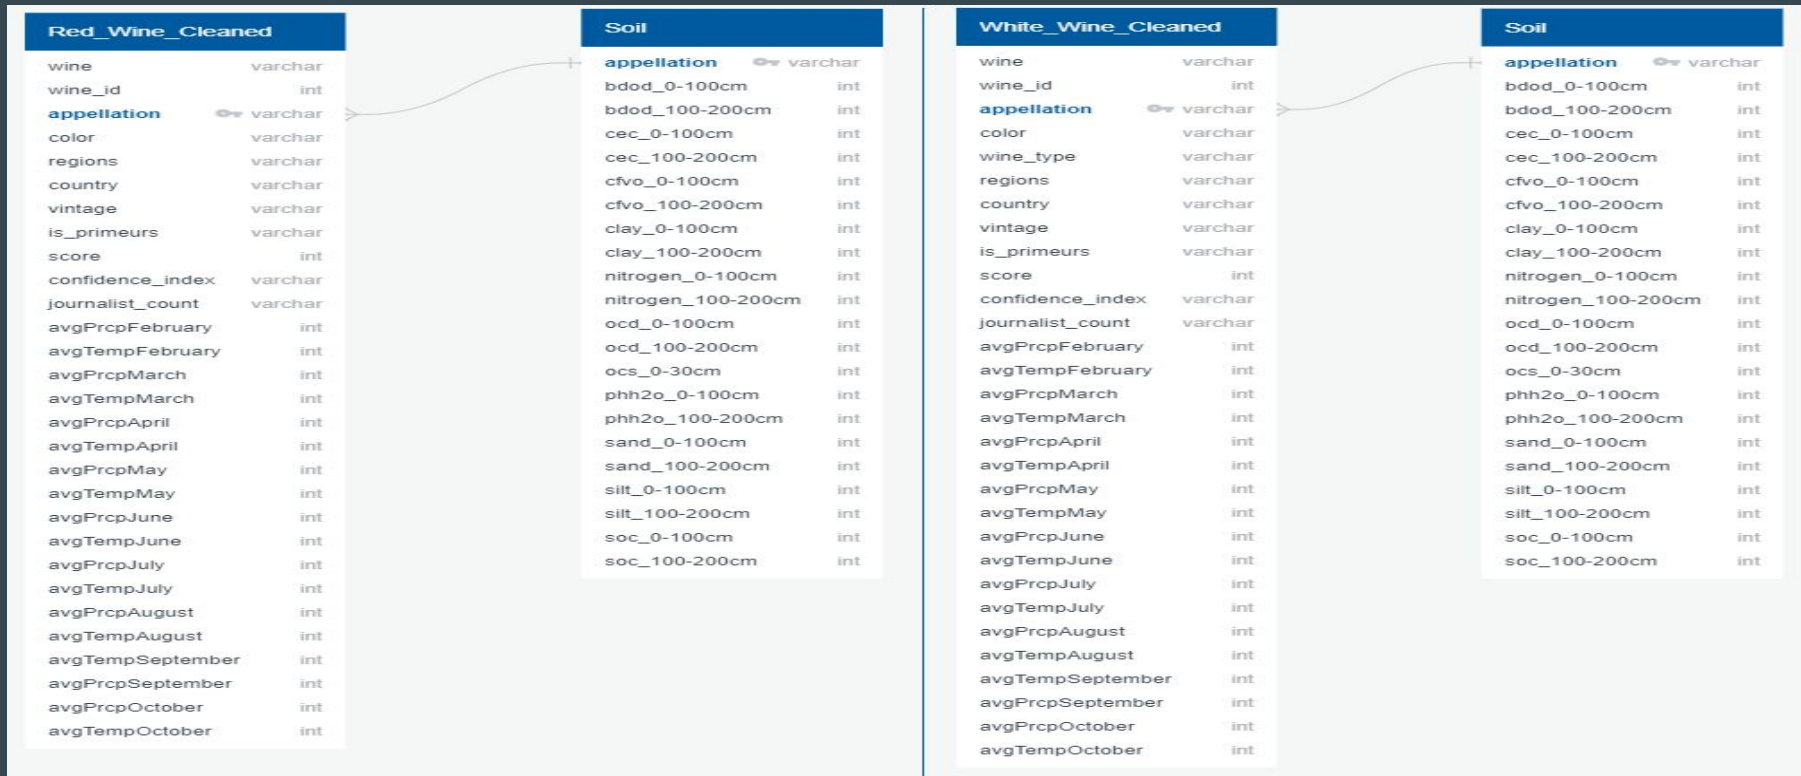 Red_Wine_Cleaned
wine varchar
wine_id int
appellation varchar
color varchar
regions varchar
country varchar
vintage varchar
is_primeurs varchar
score int
confidence_index varchar
journalist_count varchar
avgPrcpFebruary int
avgTempFebruary int
avgPrcpMarch int
avgTempMarch int
avgPrcpApril int
avgTempApril int
avgPrcpMay int
avgTempMay int
avgPrcpJune int
avgTempJune int
avgPrcpJuly int
avgTempJuly int
avgPrcpAugust int
avgTempAugust int
avgTempSeptember int
avgPrcpSeptember int
avgPrcpOctober int
avgTempOctober int
Soil
appellation varchar
bdod_0-100cm int
bdod_100-200cm int
cec_0-100cm int
cec_100-200cm int
cfvo_0-100cm int
cfvo_100-200cm int
clay_0-100cm int
clay_100-200cm int
nitrogen_0-100cm int
nitrogen_100-200cm int
ocd_0-100cm int
ocd_100-200cm int
ocs_0-30cm int
phh2o_0-100cm int
phh2o_100-200cm int
sand_0-100cm int
sand_100-200cm int
silt_0-100cm int
silt_100-200cm int
soc_0-100cm int
soc_100-200cm int
White_Wine_Cleaned
wine varchar
wine_id int
appellation varchar
color varchar
wine_type varchar
regions varchar
country varchar
vintage varchar
is_primeurs varchar
score int
confidence_index varchar
journalist_count varchar
avgPrcpFebruary int
avgTempFebruary int
avgPrcpMarch int
avgTempMarch int
avgPrcpApril int
avgTempApril int
avgPrcpMay int
avgTempMay int
avgPrcpJune int
avgTempJune int
avgPrcpJuly int
avgTempJuly int
avgPrcpAugust int
avgTempAugust int
avgTempSeptember int
avgPrcpSeptember int
avgPrcpOctober int
avgTempOctober int
Soil
appellation varchar
bdod_0-100cm int
bdod_100-200cm int
cec_0-100cm int
cec_100-200cm int
cfvo_0-100cm int
cfvo_100-200cm int
clay_0-100cm int
clay_100-200cm int
nitrogen_0-100cm int
nitrogen_100-200cm int
ocd_0-100cm int
ocd_100-200cm int
ocs_0-30cm int
phh2o_0-100cm int
phh2o_100-200cm int
sand_0-100cm int
sand_100-200cm int
silt_0-100cm int
silt_100-200cm int
soc_0-100cm int
soc_100-200cm int